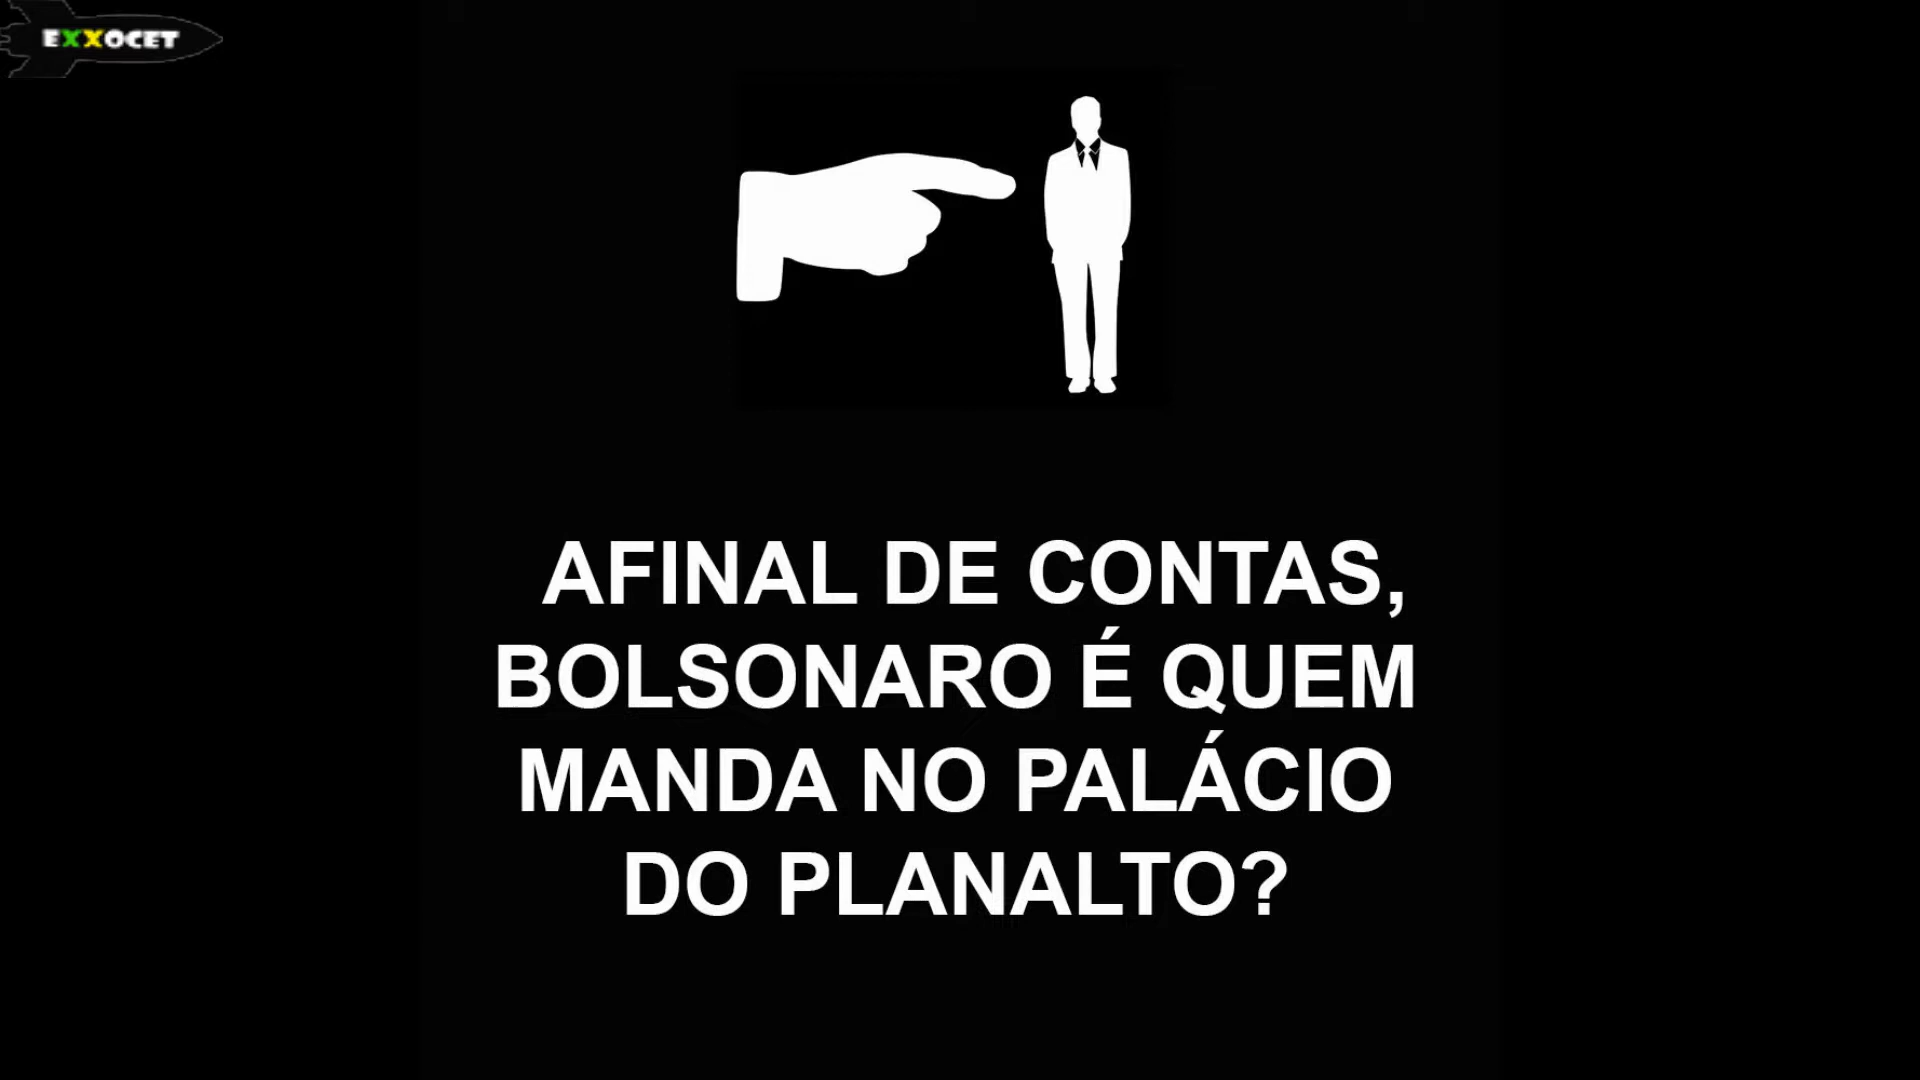 EXXOCET
AFINAL DE CONTAS,
BOLSONARO É QUEM
MANDA NO PALÁCIO
DO PLANALTO?